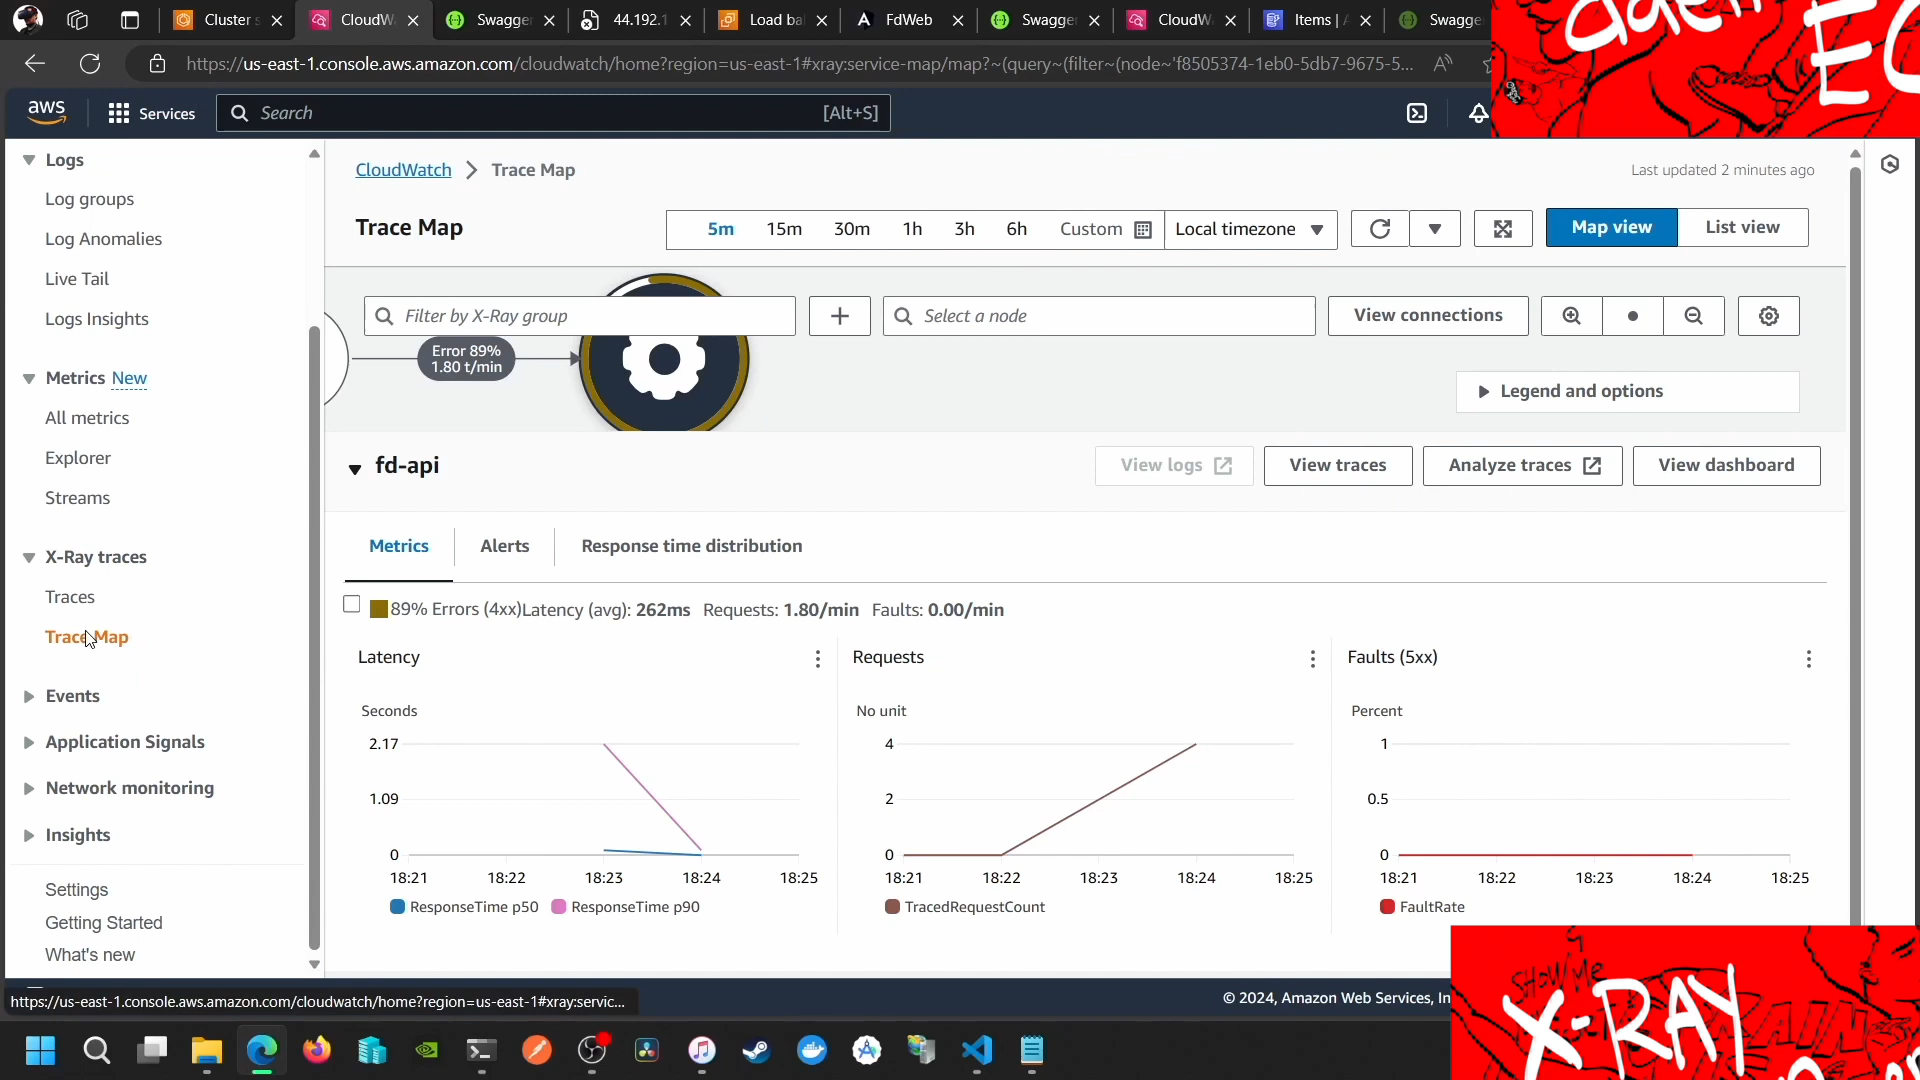 Cluster s
CloudW
Swagge
44.192.1
Load ba
FdWeb
Swagge
CloudW
Items |
Swagge
https://us-east-1.console.aws.amazon.com/cloudwatch/home?region=us-east-1#xray:service-map/map?~(query~(filter~(node~'f8505374-1eb0-5db7-9675-5...
aws
Services
Search
[Alt+S]
Logs
Log groups
Log Anomalies
Live Tail
Logs Insights
Metrics New
All metrics
Explorer
Streams
X-Ray traces
Traces
Trace Map
Events
Application Signals
Network monitoring
Insights
Settings
Getting Started
What's new
CloudWatch > Trace Map
Last updated 2 minutes ago
Trace Map
5m 15m 30m 1h 3h 6h Custom
Local timezone
Map view
List view
Filter by X-Ray group
Select a node
View connections
Error 89%
1.80 t/min
Legend and options
fd-api
View logs
View traces
Analyze traces
View dashboard
Metrics
Alerts
Response time distribution
89% Errors (4xx)Latency (avg): 262ms Requests: 1.80/min Faults: 0.00/min
Latency
Seconds
2.17
1.09
0
18:21 18:22 18:23 18:24 18:25
ResponseTime p50 ResponseTime p90
Requests
No unit
4
2
0
18:21 18:22 18:23 18:24 18:25
TracedRequestCount
Faults (5xx)
Percent
1
0.5
0
18:21 18:22 18:23 18:24 18:25
FaultRate
https://us-east-1.console.aws.amazon.com/cloudwatch/home?region=us-east-1#xray:servic...
© 2024, Amazon Web Services, In
SHOW ME
X-RAY